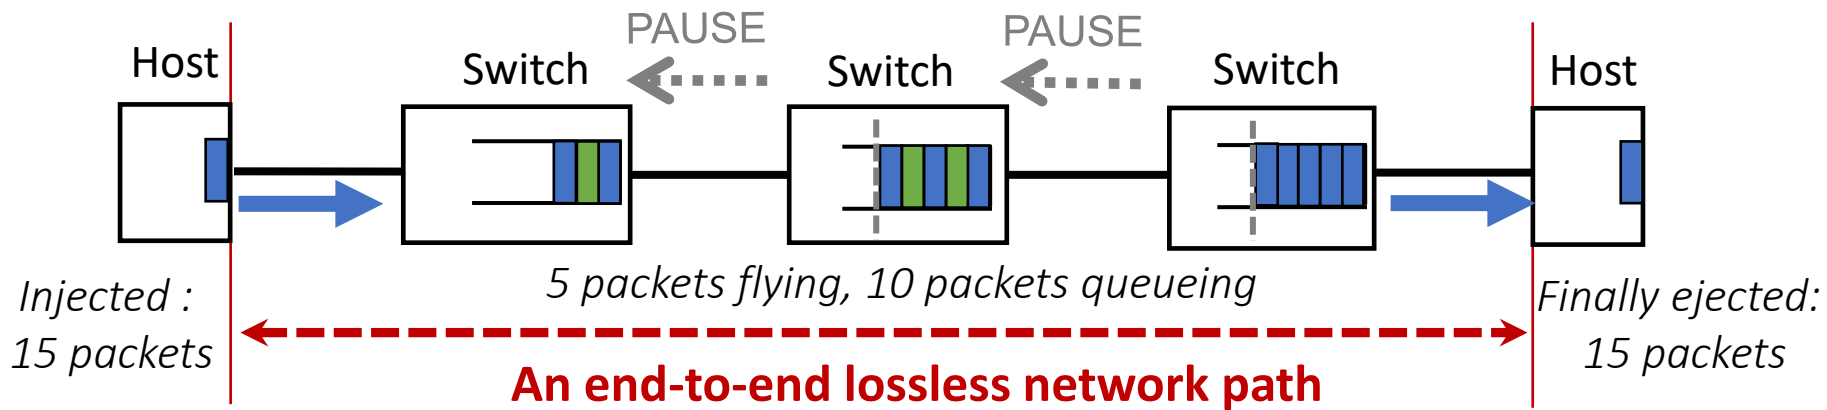 PAUSE
PAUSE
Host
Switch
Switch
Switch
Host
5 packets flying, 10 packets queueing
Injected :
15 packets
Finally ejected:
15 packets
An end-to-end lossless network path